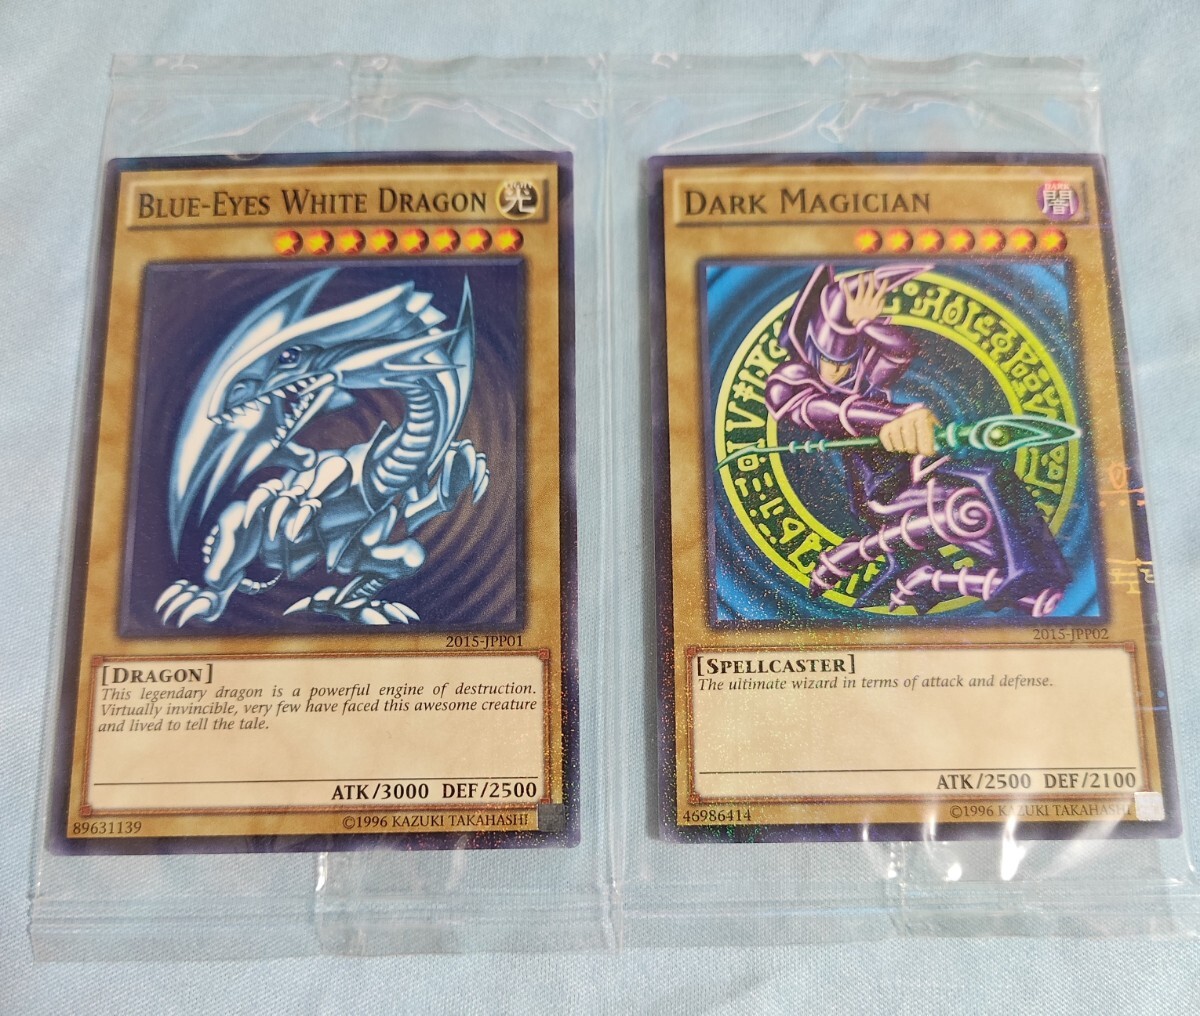 BLUE-EYES WHITE DRAGON 光
2015-JPP01
[DRAGON]
This legendary dragon is a powerful engine of destruction.
Virtually invincible, very few have faced this awesome creature
and lived to tell the tale.
ATK/3000 DEF/2500
89631139 ©1996 KAZUKI TAKAHASHI
DARK MAGICIAN DARK 闇
2015-JPP02
[SPELLCASTER]
The ultimate wizard in terms of attack and defense.
ATK/2500 DEF/2100
46986414 ©1996 KAZUKI TAKAHASHI